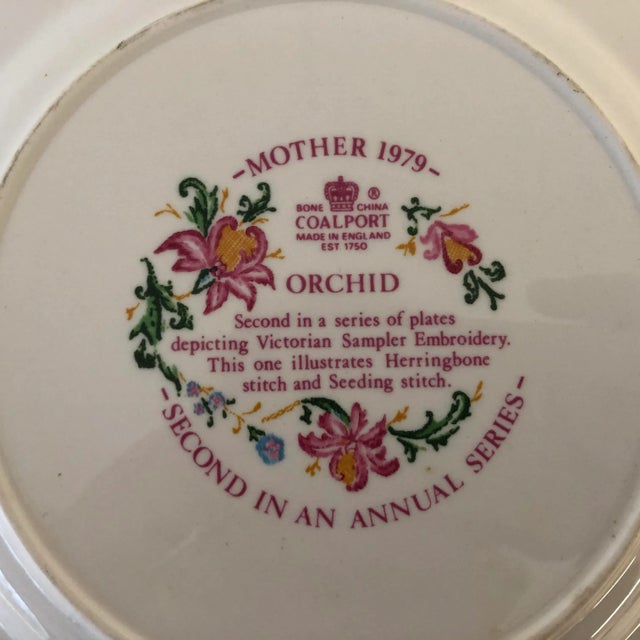 -MOTHER 1979-
BONE CHINA ®
COALPORT
MADE IN ENGLAND
EST 1750
ORCHID
Second in a series of plates
depicting Victorian Sampler Embroidery.
This one illustrates Herringbone
stitch and Seeding stitch.
-SECOND IN AN ANNUAL SERIES-